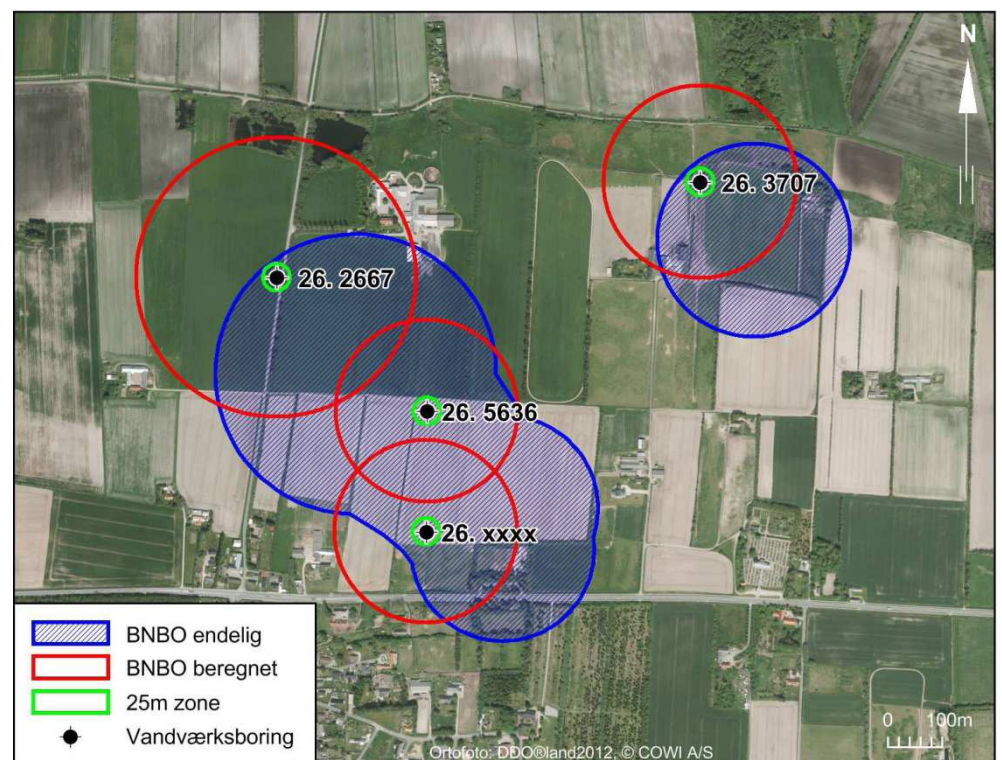 N
26. 3707
26. 2667
26. 5636
26. xxxx
BNBO endelig
BNBO beregnet
25m zone
Vandværksboring
0 100m
Ortofoto: DDO®land2012, © COWI A/S